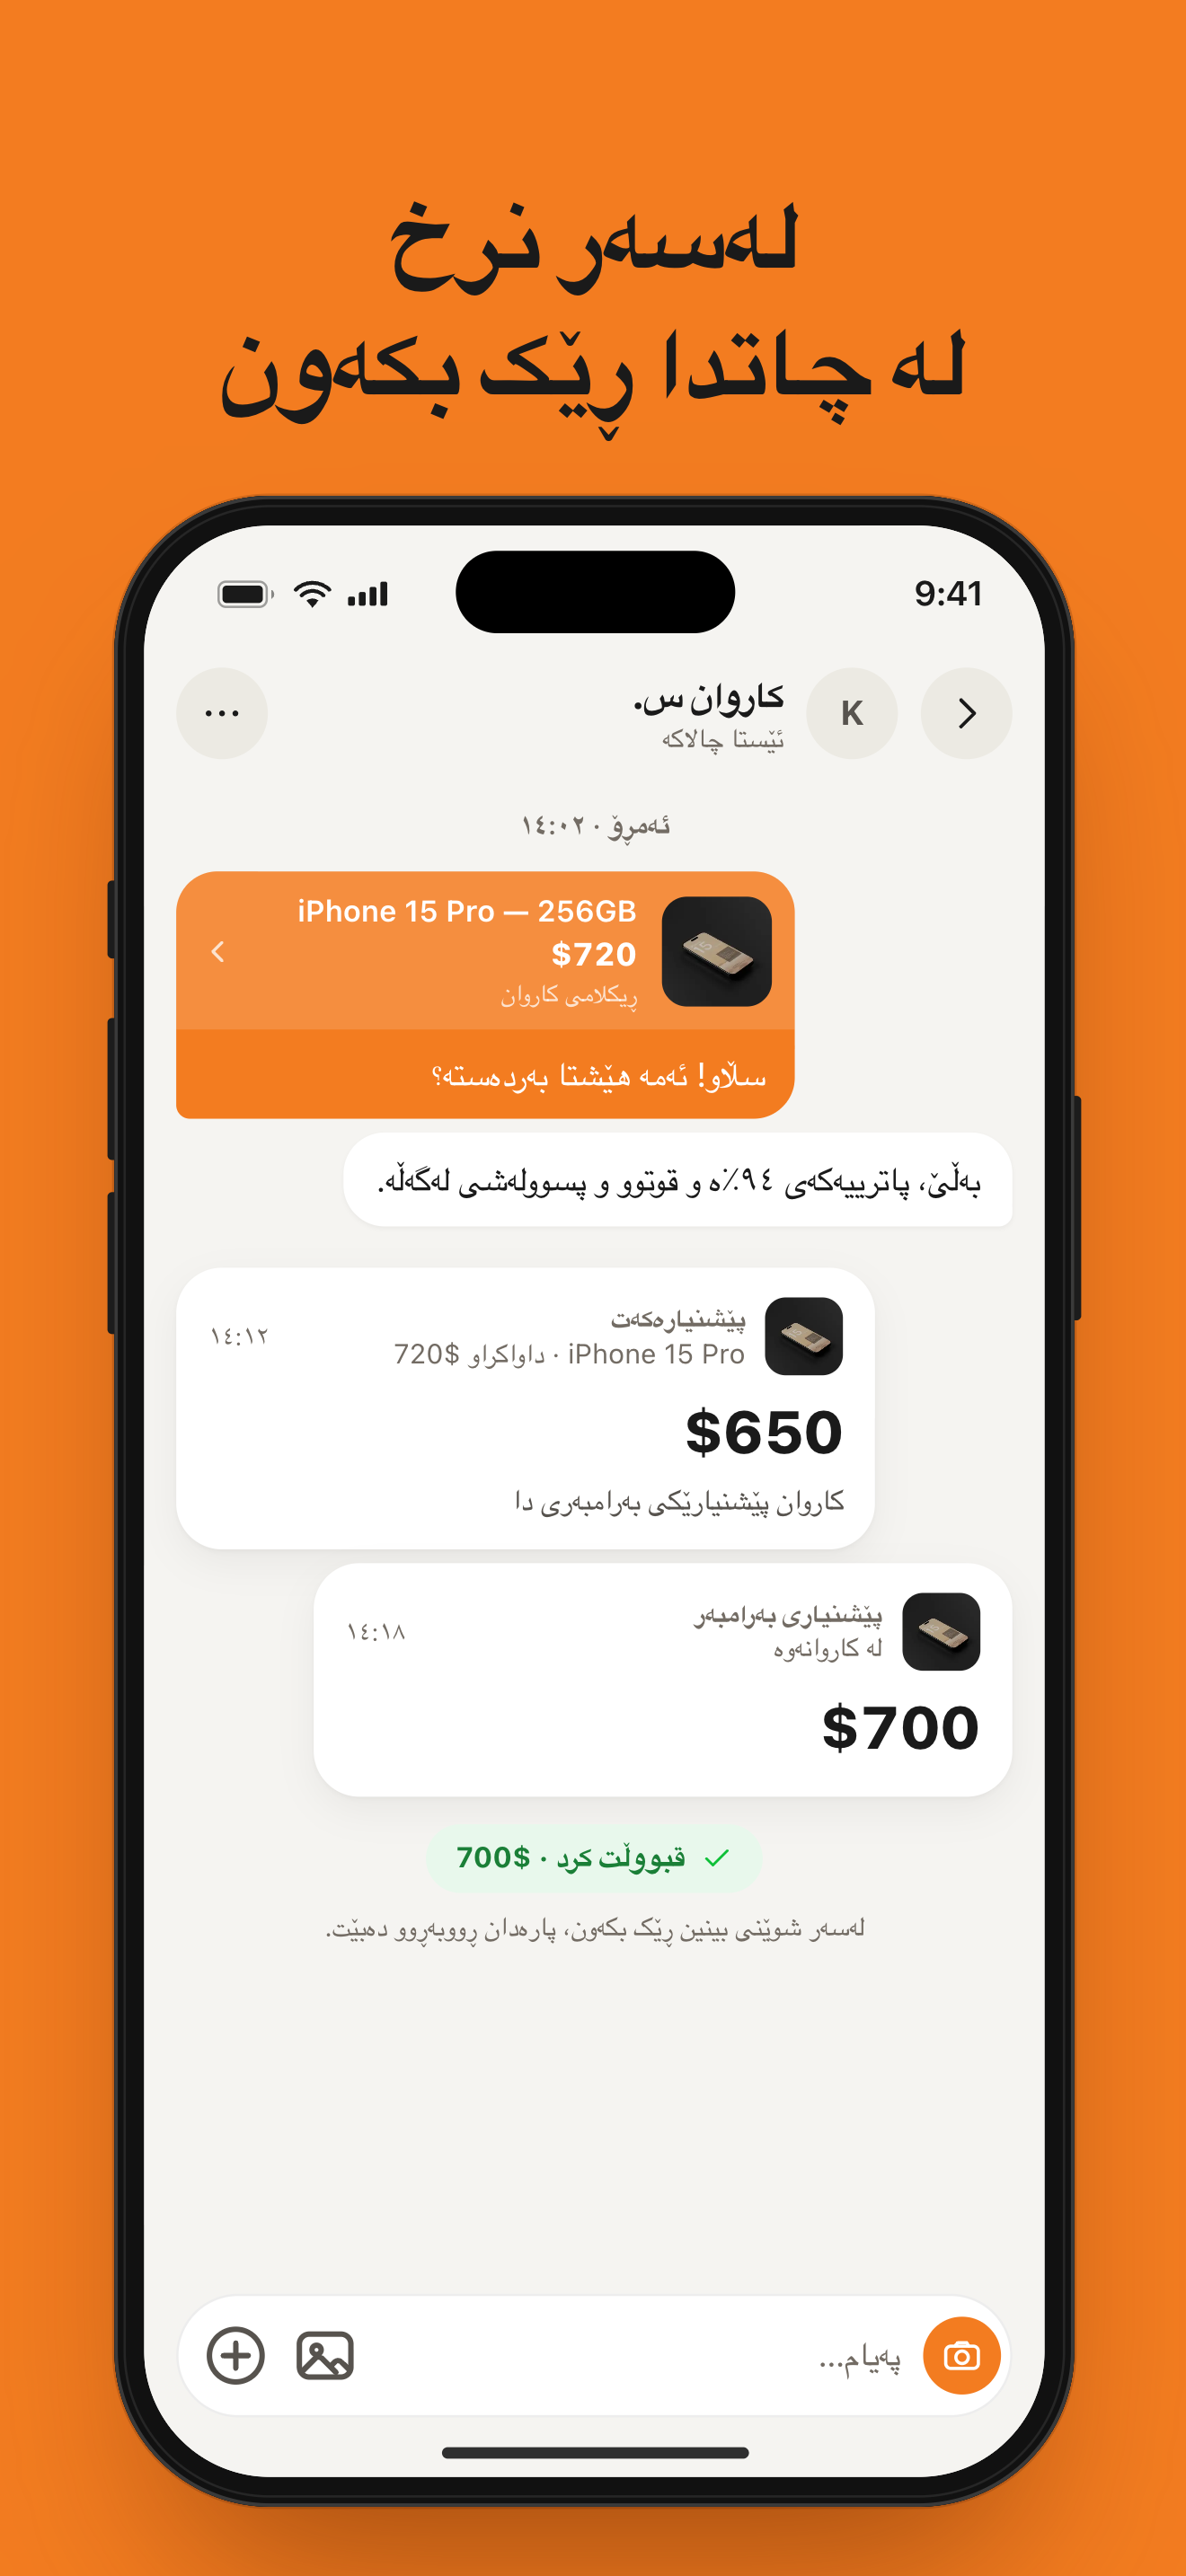 لەسەر نرخ
لە چاتدا ڕێک بکەون
9:41
کاروان س.
ئێستا چالاکە
K
ئەمڕۆ · ١٤:٠٢
iPhone 15 Pro — 256GB
$720
ڕیکلامی کاروان
سڵاو! ئەمە هێشتا بەردەستە؟
بەڵێ، پاترییەکەی ٩٤٪ە و قوتوو و پسوولەشی لەگەڵە.
پێشنیارەکەت
١٤:١٢
iPhone 15 Pro · داواکراو $720
$650
کاروان پێشنیارێکی بەرامبەری دا
پێشنیاری بەرامبەر
١٤:١٨
لە کاروانەوە
$700
قبووڵت کرد · $700
لەسەر شوێنی بینین ڕێک بکەون، پارەدان ڕووبەڕوو دەبێت.
پەیام...